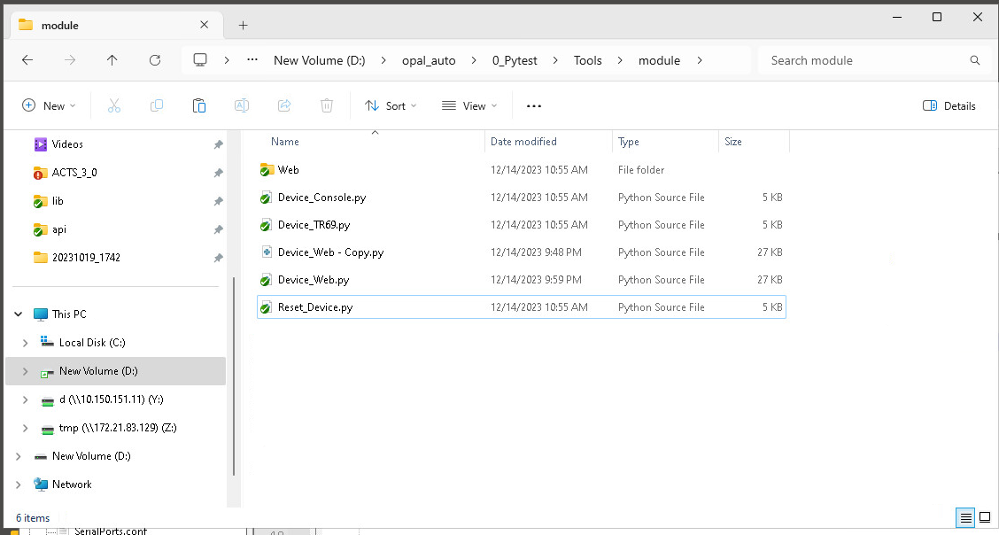 module
New Volume (D:) opal_auto 0_Pytest Tools module
Search module
New Sort View Details
Name Date modified Type Size
Web 12/14/2023 10:55 AM File folder
Device_Console.py 12/14/2023 10:55 AM Python Source File 5 KB
Device_TR69.py 12/14/2023 10:55 AM Python Source File 5 KB
Device_Web - Copy.py 12/14/2023 9:48 PM Python Source File 27 KB
Device_Web.py 12/14/2023 9:59 PM Python Source File 27 KB
Reset_Device.py 12/14/2023 10:55 AM Python Source File 5 KB
Videos
ACTS_3_0
lib
api
20231019_1742
This PC
Local Disk (C:)
New Volume (D:)
d (\\10.150.151.11) (Y:)
tmp (\\172.21.83.129) (Z:)
New Volume (D:)
Network
6 items
SerialPorts.conf